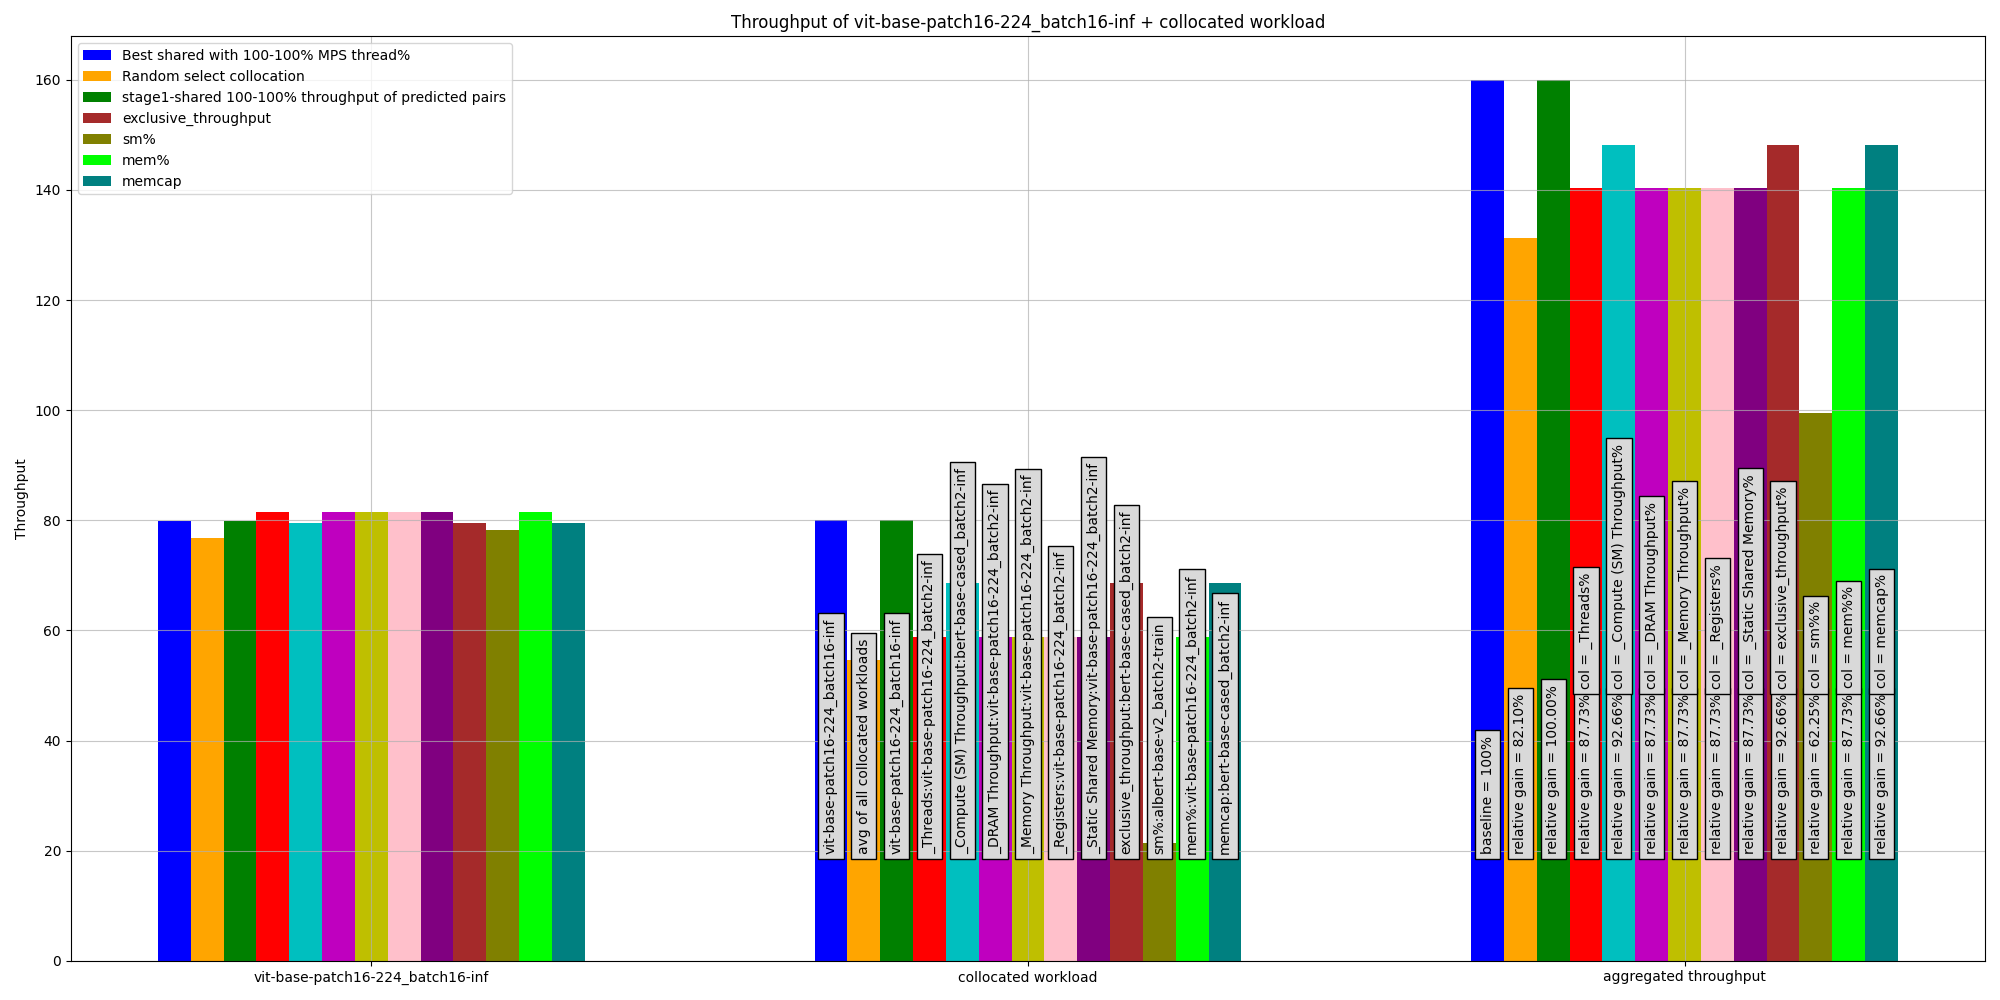 Throughput of vit-base-patch16-224_batch16-inf + collocated workload
Best shared with 100-100% MPS thread%
Random select collocation
stage1-shared 100-100% throughput of predicted pairs
exclusive_throughput
sm%
mem%
memcap
Throughput
160
140
120
100
80
60
40
20
0
vit-base-patch16-224_batch16-inf
avg of all collocated workloads
vit-base-patch16-224_batch16-inf
_Threads:vit-base-patch16-224_batch2-inf
_Compute (SM) Throughput:bert-base-cased_batch2-inf
_DRAM Throughput:vit-base-patch16-224_batch2-inf
_Memory Throughput:vit-base-patch16-224_batch2-inf
_Registers:vit-base-patch16-224_batch2-inf
_Static Shared Memory:vit-base-patch16-224_batch2-inf
exclusive_throughput:bert-base-cased_batch2-inf
sm%:albert-base-v2_batch2-train
mem%:vit-base-patch16-224_batch2-inf
memcap:bert-base-cased_batch2-inf
baseline = 100%
relative gain = 82.10%
relative gain = 100.00%
relative gain = 87.73% col = _Threads%
relative gain = 92.66% col = _Compute (SM) Throughput%
relative gain = 87.73% col = _DRAM Throughput%
relative gain = 87.73% col = _Memory Throughput%
relative gain = 87.73% col = _Registers%
relative gain = 87.73% col = _Static Shared Memory%
relative gain = 92.66% col = exclusive_throughput%
relative gain = 62.25% col = sm%%
relative gain = 87.73% col = mem%%
relative gain = 92.66% col = memcap%
vit-base-patch16-224_batch16-inf
collocated workload
aggregated throughput